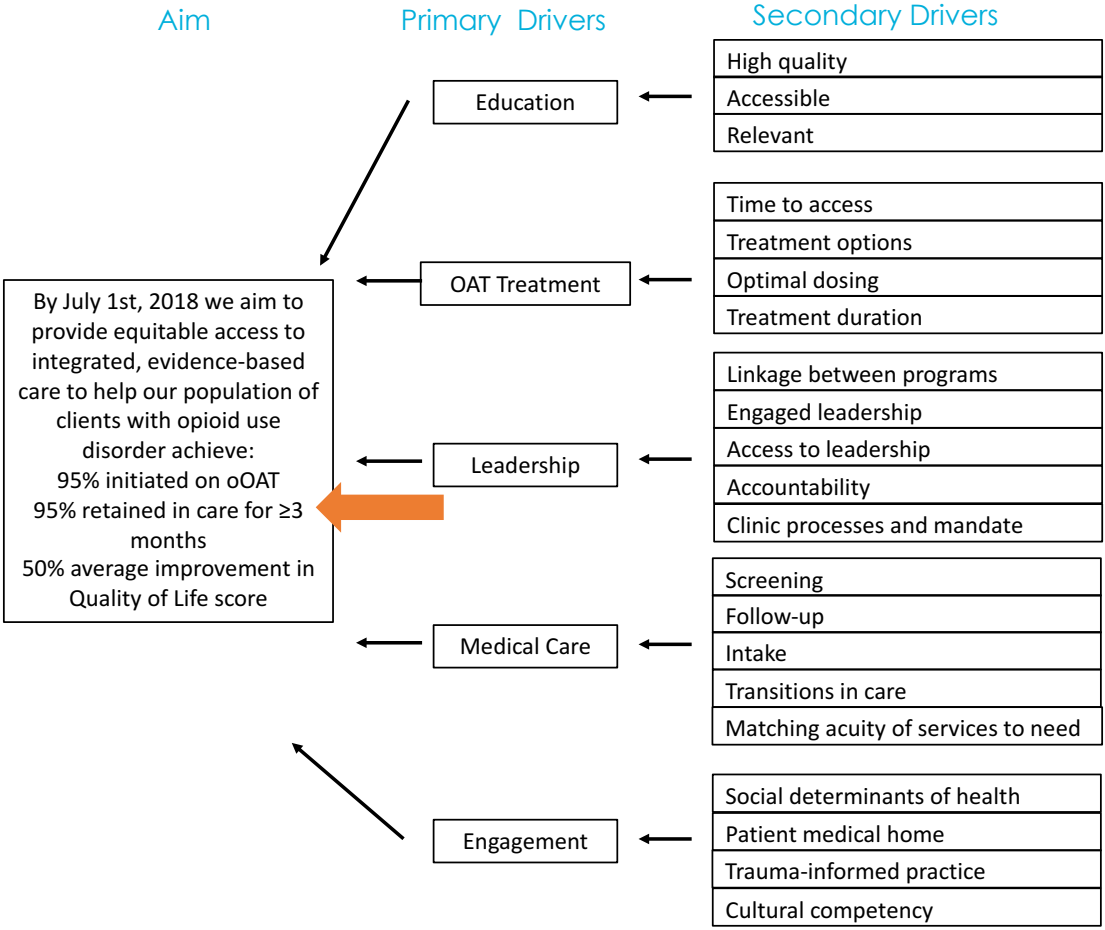 Aim
Primary Drivers
Secondary Drivers
By July 1st, 2018 we aim to
provide equitable access to
integrated, evidence-based
care to help our population of
clients with opioid use
disorder achieve:
95% initiated on oOAT
95% retained in care for ≥3
months
50% average improvement in
Quality of Life score
Education
High quality
Accessible
Relevant
OAT Treatment
Time to access
Treatment options
Optimal dosing
Treatment duration
Leadership
Linkage between programs
Engaged leadership
Access to leadership
Accountability
Clinic processes and mandate
Medical Care
Screening
Follow-up
Intake
Transitions in care
Matching acuity of services to need
Engagement
Social determinants of health
Patient medical home
Trauma-informed practice
Cultural competency